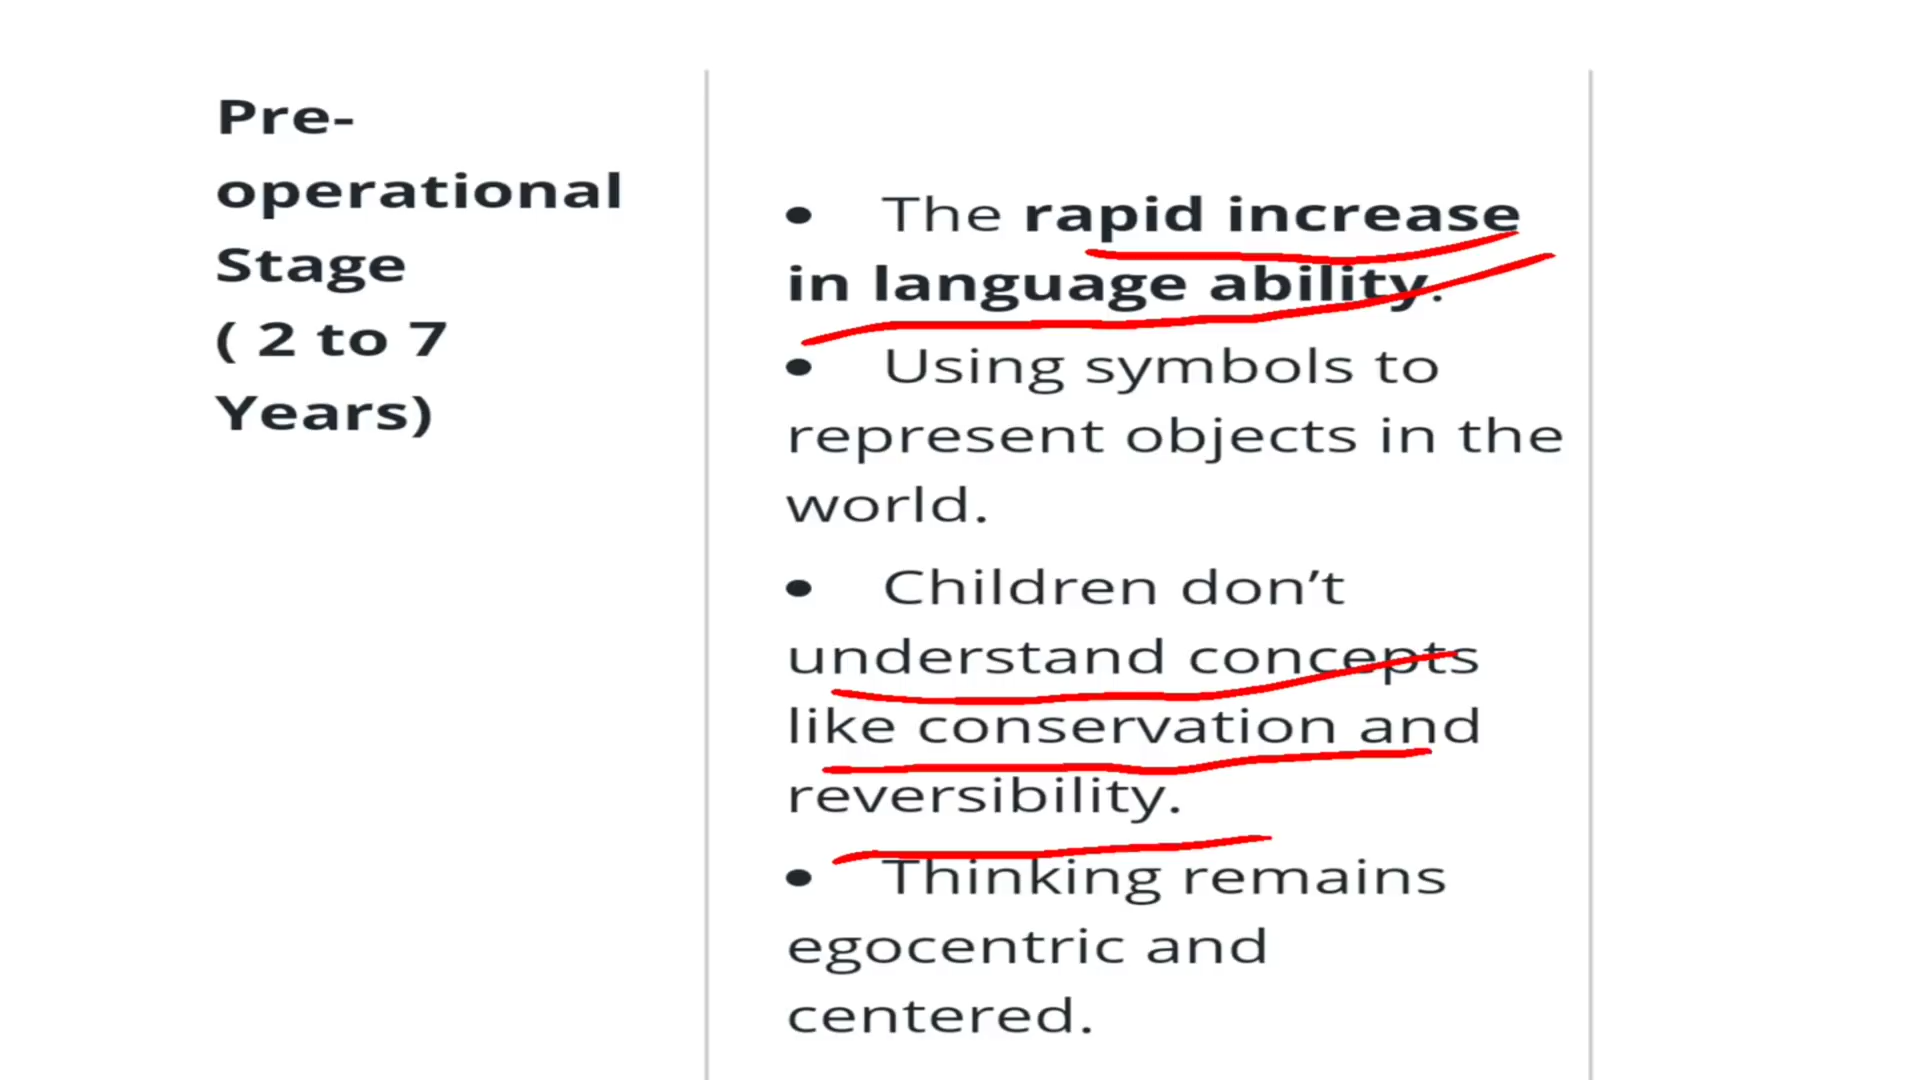 Pre-
operational
Stage
( 2 to 7
Years)
• The rapid increase
in language ability.
• Using symbols to
represent objects in the
world.
• Children don’t
understand concepts
like conservation and
reversibility.
• Thinking remains
egocentric and
centered.